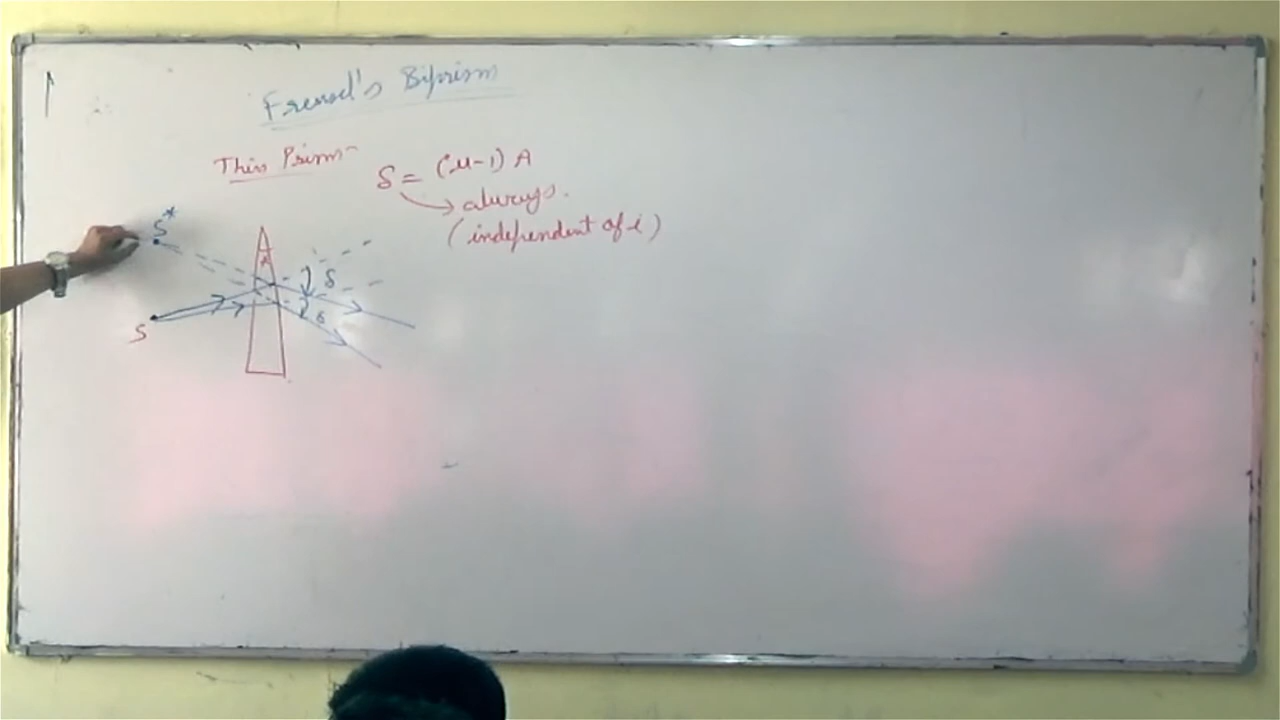 Fresnel's Biprism
Thin Prism-
δ = (μ-1) A
always.
(independent of i)
S*
A
δ
δ
S